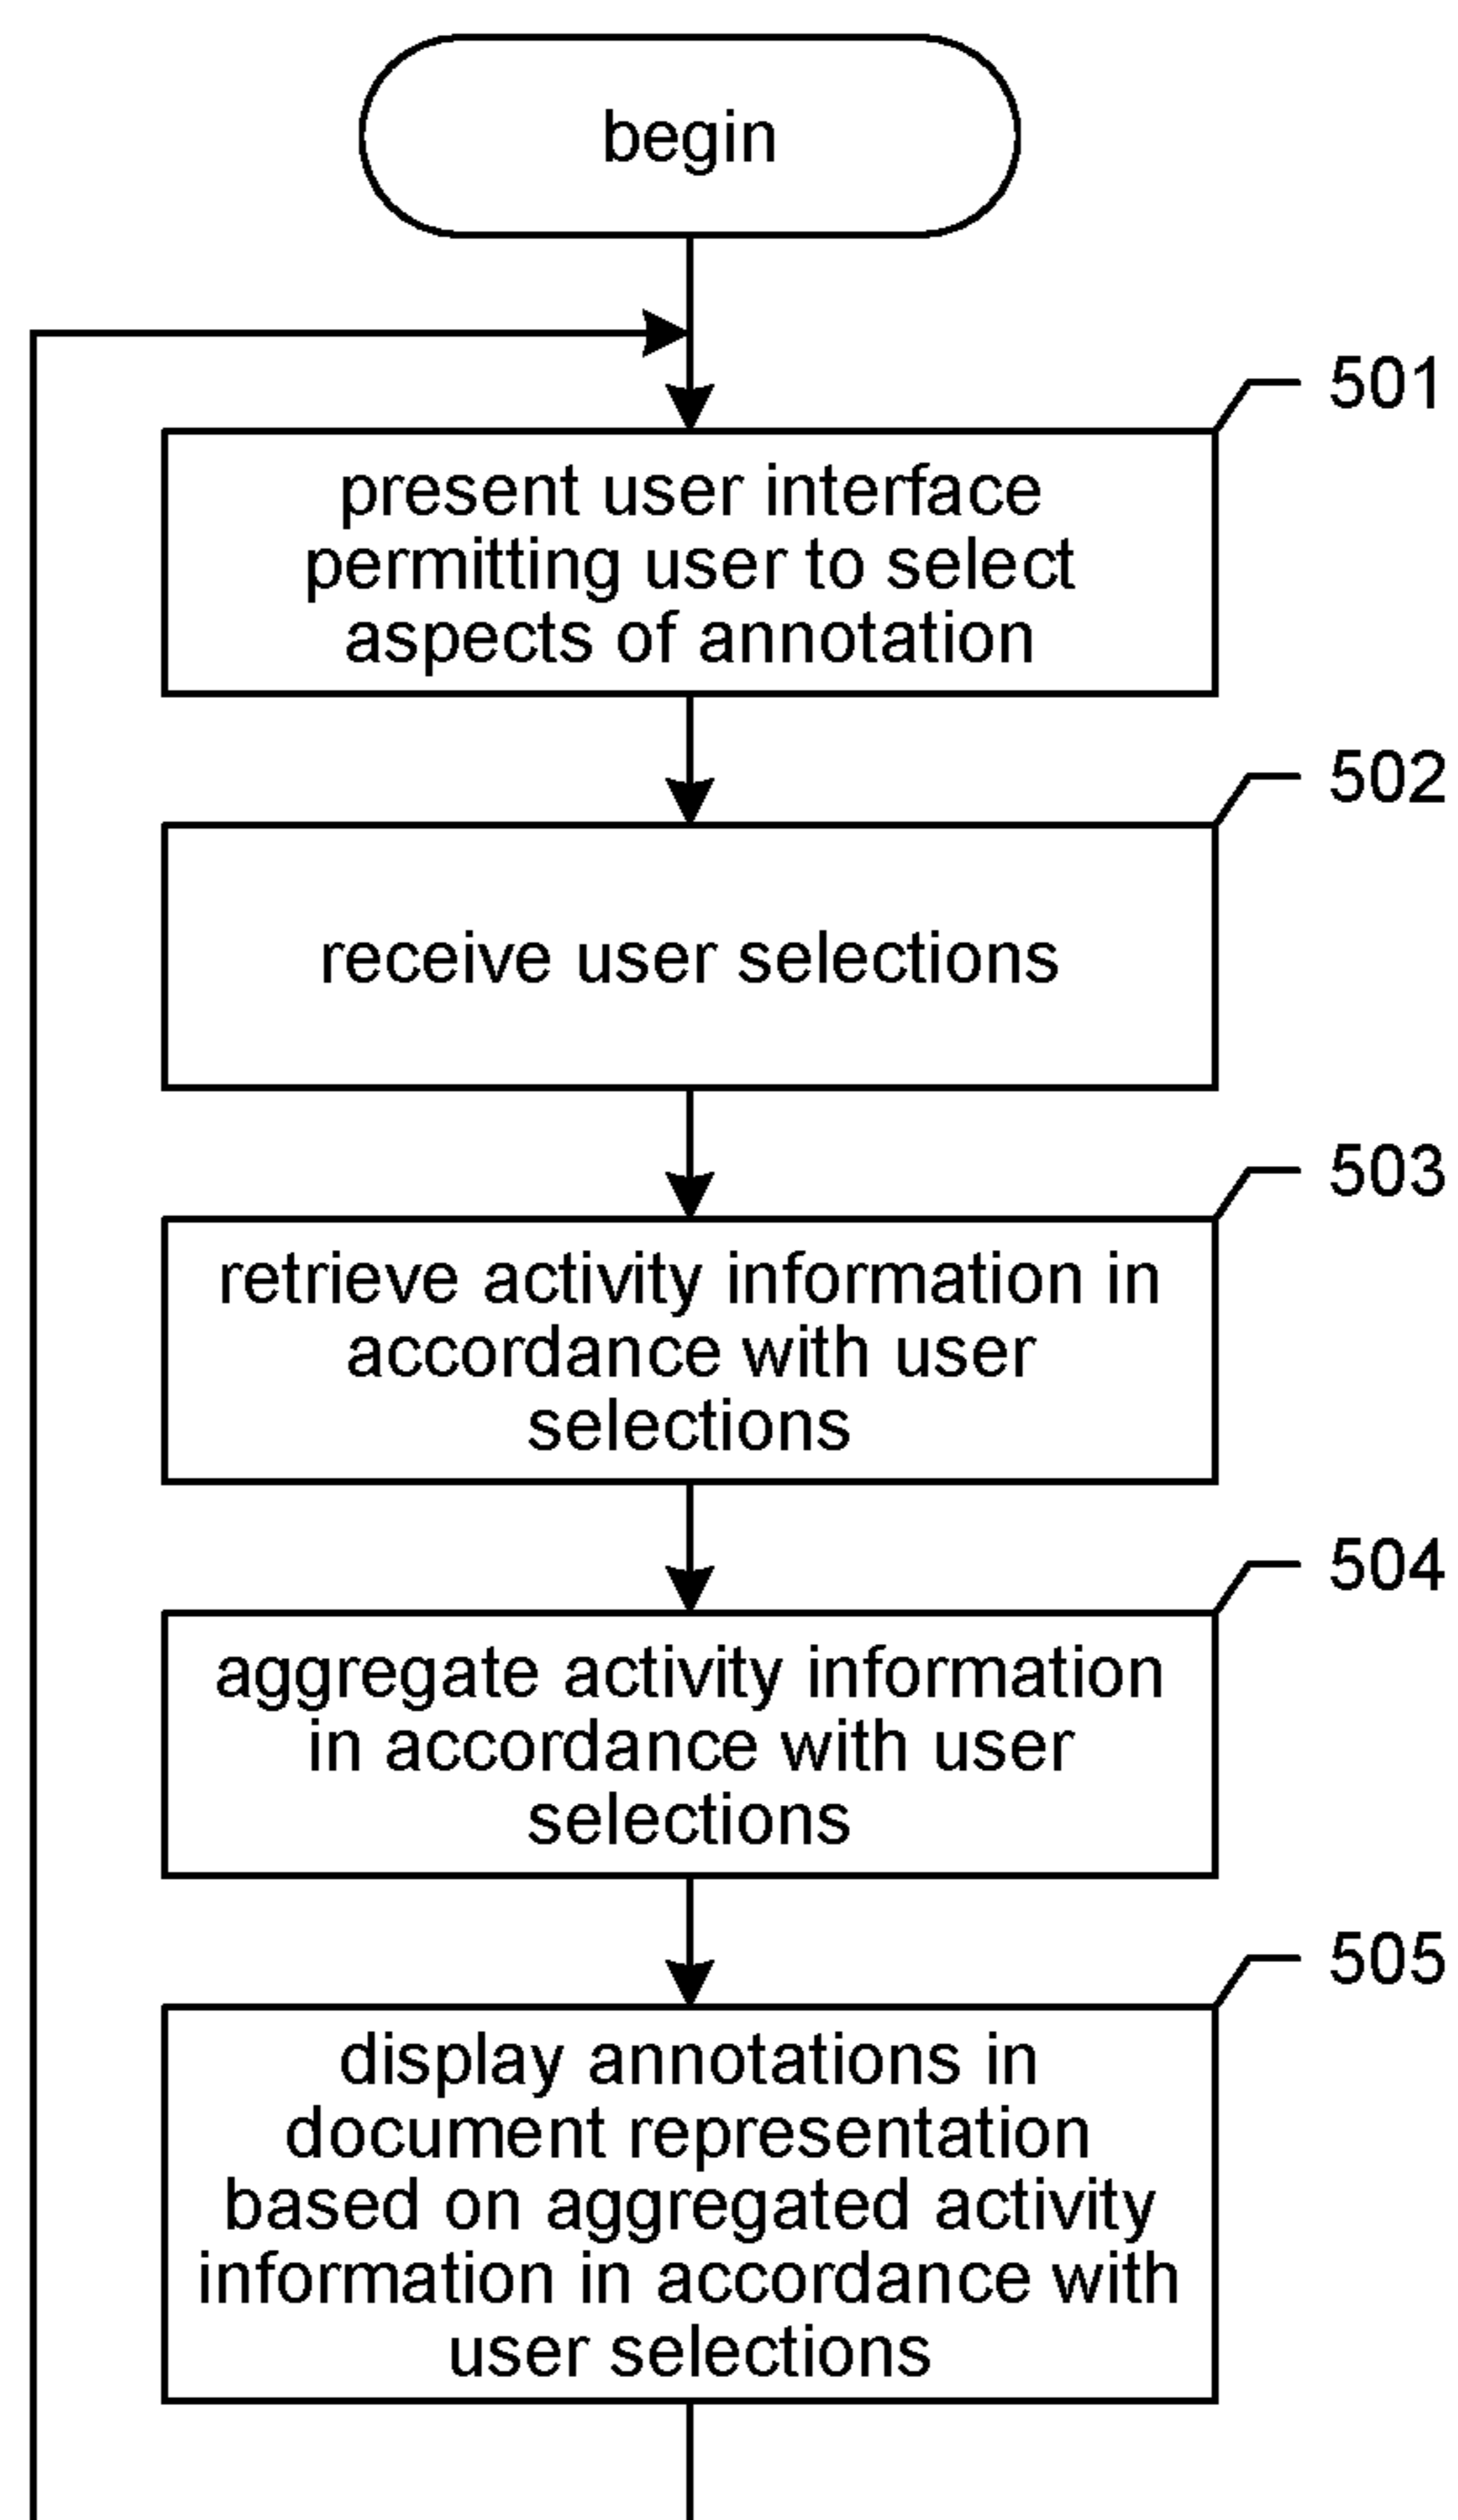 begin
501
present user interface
permitting user to select
aspects of annotation
502
receive user selections
503
retrieve activity information in
accordance with user
selections
504
aggregate activity information
in accordance with user
selections
505
display annotations in
document representation
based on aggregated activity
information in accordance with
user selections